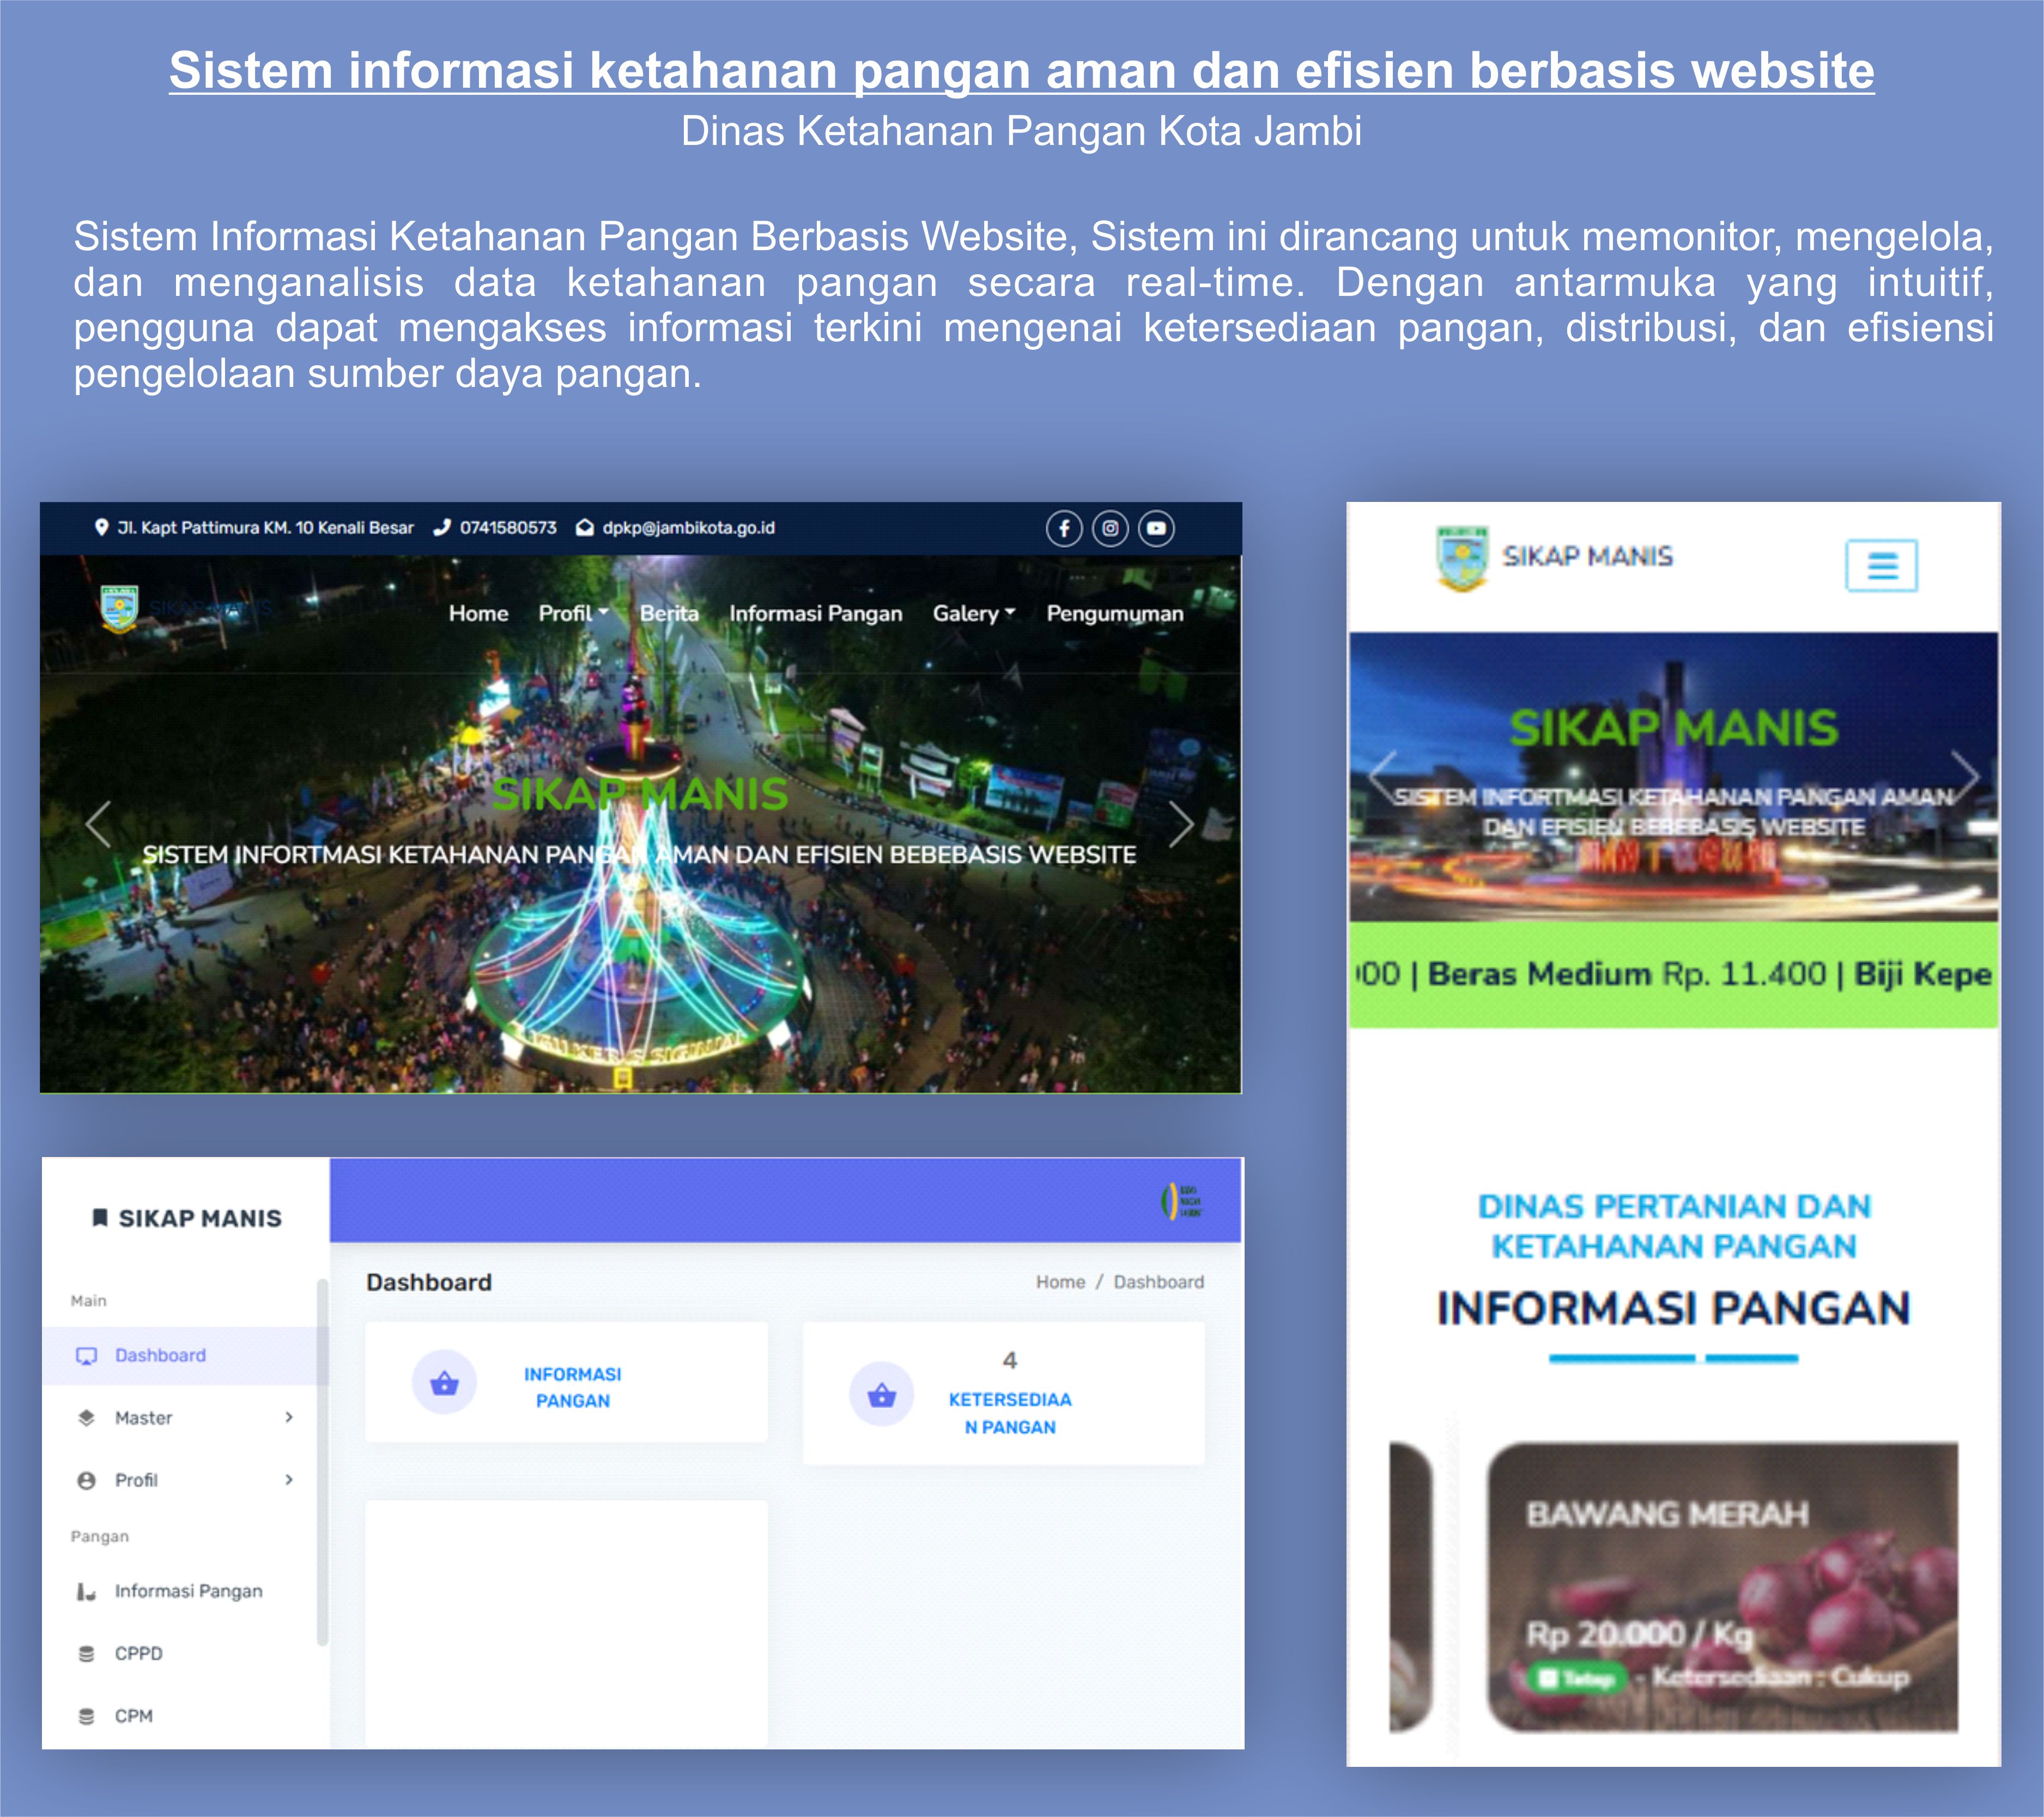 Sistem informasi ketahanan pangan aman dan efisien berbasis website
Dinas Ketahanan Pangan Kota Jambi
Sistem Informasi Ketahanan Pangan Berbasis Website, Sistem ini dirancang untuk memonitor, mengelola,
dan menganalisis data ketahanan pangan secara real-time. Dengan antarmuka yang intuitif,
pengguna dapat mengakses informasi terkini mengenai ketersediaan pangan, distribusi, dan efisiensi
pengelolaan sumber daya pangan.
Jl. Kapt Pattimura KM. 10 Kenali Besar 0741580573 dpkp@jambikota.go.id
SIKAP MANIS
Home Profil Berita Informasi Pangan Galery Pengumuman
SIKAP MANIS
SISTEM INFORTMASI KETAHANAN PANGAN AMAN DAN EFISIEN BEBEBASIS WEBSITE
SIKAP MANIS
Main
Dashboard
Master
Profil
Pangan
Informasi Pangan
CPPD
CPM
Dashboard
Home / Dashboard
INFORMASI
PANGAN
4
KETERSEDIAA
N PANGAN
SIKAP MANIS
SIKAP MANIS
SISTEM INFORTMASI KETAHANAN PANGAN AMAN
DAN EFISIEN BEBEBASIS WEBSITE
00 | Beras Medium Rp. 11.400 | Biji Kepe
DINAS PERTANIAN DAN
KETAHANAN PANGAN
INFORMASI PANGAN
BAWANG MERAH
Rp 20.000 / Kg
Tetap - Ketersediaan : Cukup